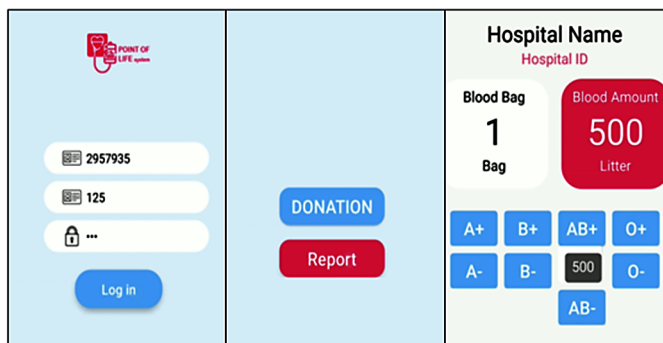 POINT OF
LIFE system
2957935
125
•••
Log in
DONATION
Report
Hospital Name
Hospital ID
Blood Bag
1
Bag
Blood Amount
500
Litter
A+ B+ AB+ O+
A- B- 500 O-
AB-